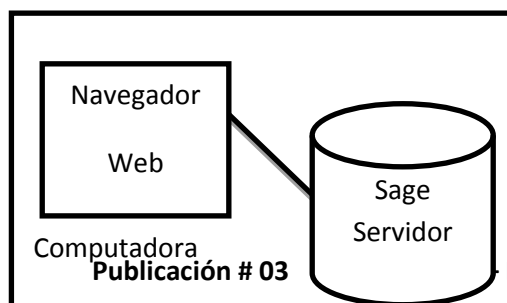 Navegador
Web
Sage
Servidor
Computadora
Publicación # 03